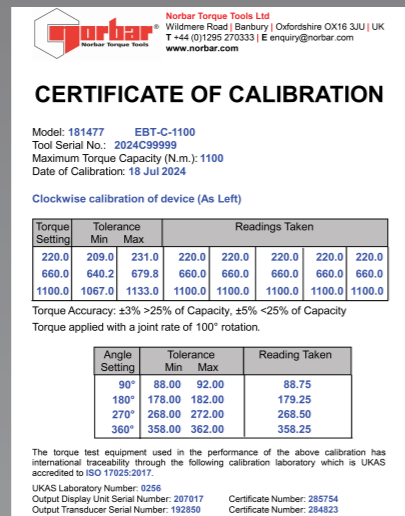 norbar®
Norbar Torque Tools
Norbar Torque Tools Ltd
Wildmere Road | Banbury | Oxfordshire OX16 3JU | UK
T +44 (0)1295 270333 | E enquiry@norbar.com
www.norbar.com
CERTIFICATE OF CALIBRATION
Model: 181477 EBT-C-1100
Tool Serial No.: 2024C99999
Maximum Torque Capacity (N.m.): 1100
Date of Calibration: 18 Jul 2024
Clockwise calibration of device (As Left)
Torque Tolerance Readings Taken
Setting Min Max
220.0 209.0 231.0 220.0 220.0 220.0 220.0 220.0
660.0 640.2 679.8 660.0 660.0 660.0 660.0 660.0
1100.0 1067.0 1133.0 1100.0 1100.0 1100.0 1100.0 1100.0
Torque Accuracy: ±3% >25% of Capacity, ±5% <25% of Capacity
Torque applied with a joint rate of 100° rotation.
Angle Tolerance Reading Taken
Setting Min Max
90° 88.00 92.00 88.75
180° 178.00 182.00 179.25
270° 268.00 272.00 268.50
360° 358.00 362.00 358.25
The torque test equipment used in the performance of the above calibration has
international traceability through the following calibration laboratory which is UKAS
accredited to ISO 17025:2017.
UKAS Laboratory Number: 0256
Output Display Unit Serial Number: 207017 Certificate Number: 285754
Output Transducer Serial Number: 192850 Certificate Number: 284823